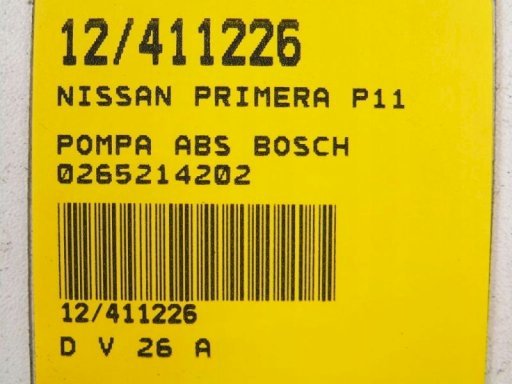 12/411226
NISSAN PRIMERA P11
POMPA ABS BOSCH
0265214202
12/411226
D V 26 A